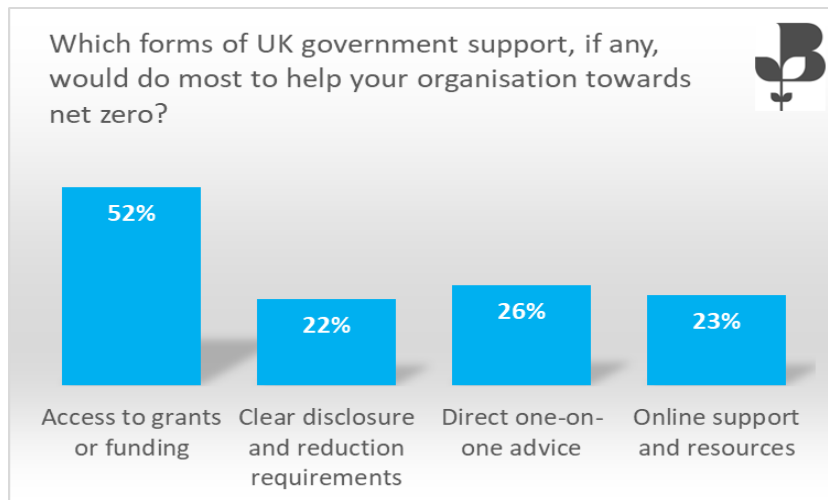 Which forms of UK government support, if any,
would do most to help your organisation towards
net zero?
52%
22%
26%
23%
Access to grants
or funding
Clear disclosure
and reduction
requirements
Direct one-on-
one advice
Online support
and resources